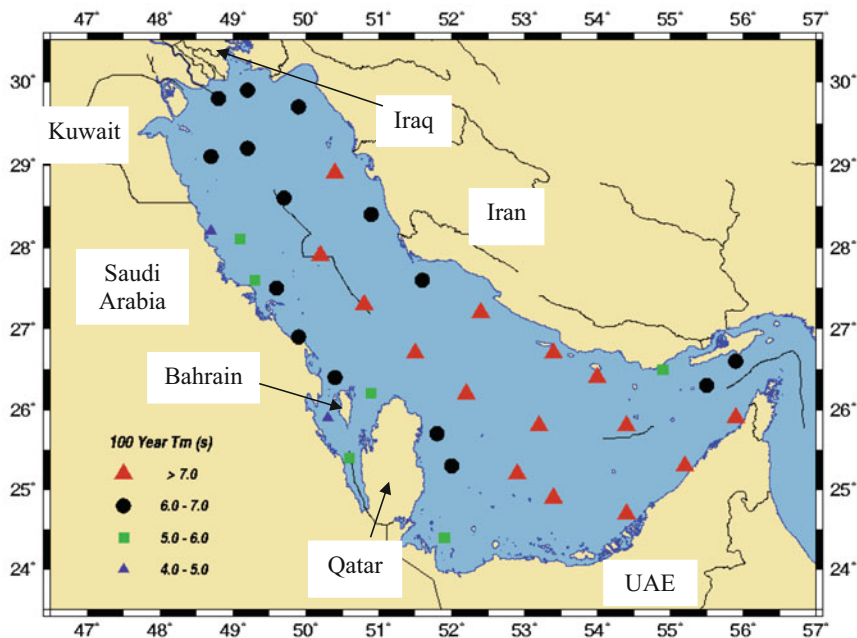 47° 48° 49° 50° 51° 52° 53° 54° 55° 56° 57°
30° 30°
Kuwait
Iraq
29° 29°
Iran
28° 28°
Saudi
Arabia
27° 27°
Bahrain
26° 26°
100 Year Tm (s)
> 7.0
25° 25°
6.0 - 7.0
5.0 - 6.0
24° 24°
4.0 - 5.0
Qatar
UAE
47° 48° 49° 50° 51° 52° 53° 54° 55° 56° 57°